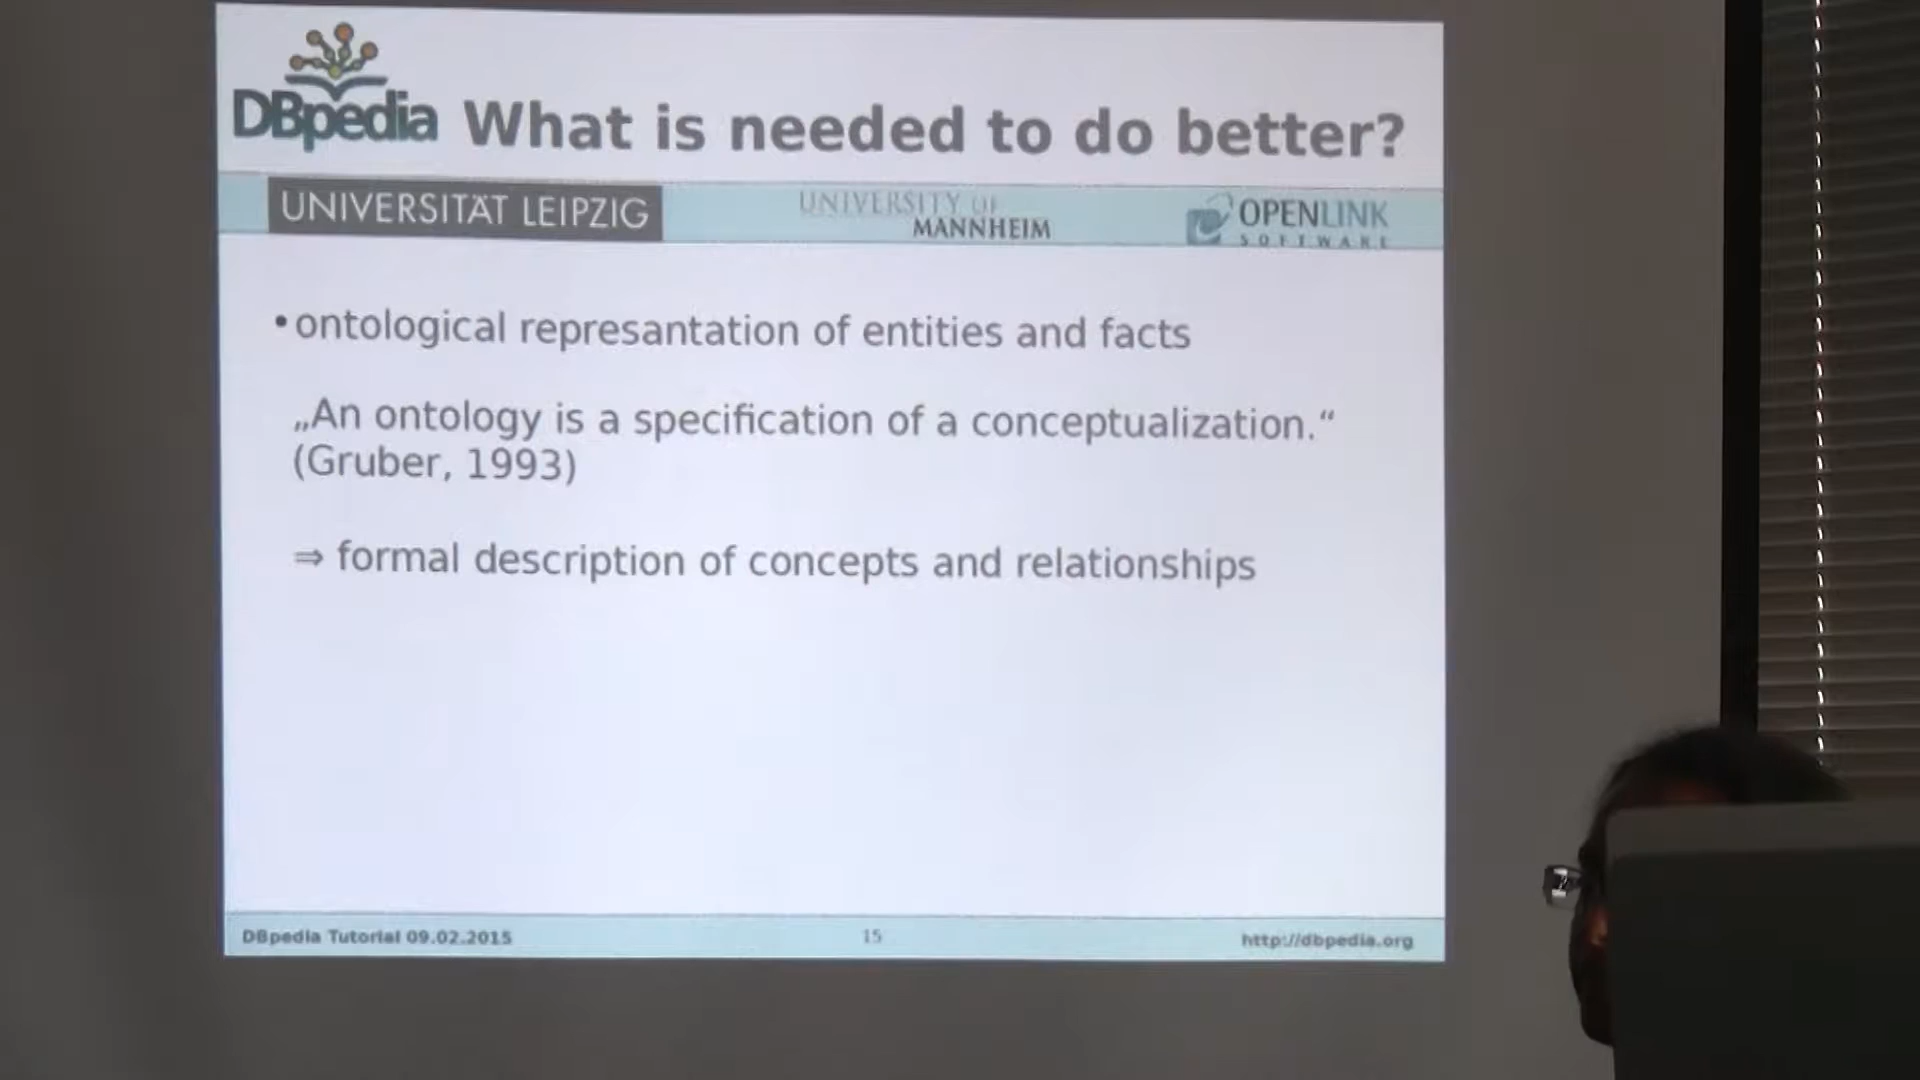 DBpedia
What is needed to do better?
UNIVERSITÄT LEIPZIG
UNIVERSITY OF
MANNHEIM
OPENLINK
SOFTWARE
•ontological represantation of entities and facts
„An ontology is a specification of a conceptualization.“
(Gruber, 1993)
⇒ formal description of concepts and relationships
DBpedia Tutorial 09.02.2015
15
http://dbpedia.org